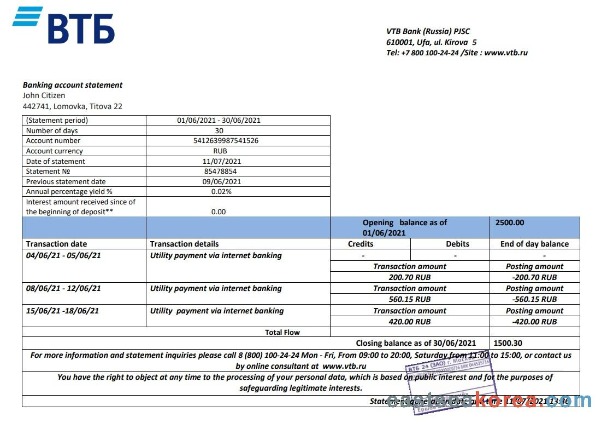 ВТБ
VTB Bank (Russia) PJSC
610001, Ufa, ul. Kirova 5
Tel: +7 800 100-24-24 /Site : www.vtb.ru
Banking account statement
John Citizen
442741, Lomovka, Titova 22
(Statement period) 01/06/2021 - 30/06/2021
Number of days 30
Account number 5412639987541526
Account currency RUB
Date of statement 11/07/2021
Statement № 85478854
Previous statement date 09/06/2021
Annual percentage yield % 0.02%
Interest amount received since of
the beginning of deposit** 0.00
Opening balance as of 2500.00
01/06/2021
Transaction date Transaction details Credits Debits End of day balance
04/06/21 - 05/06/21 Utility payment via internet banking - - -
Transaction amount Posting amount
200.70 RUB -200.70 RUB
08/06/21 - 12/06/21 Utility payment via internet banking Transaction amount Posting amount
560.15 RUB -560.15 RUB
15/06/21 -18/06/21 Utility payment via internet banking Transaction amount Posting amount
420.00 RUB -420.00 RUB
Total Flow
Closing balance as of 30/06/2021 1500.30
For more information and statement inquiries please call 8 (800) 100-24-24 Mon - Fri, From 09:00 to 20:00, Saturday from 11:00 to 15:00, or contact us
by online consultant at www.vtb.ru
You have the right to object at any time to the processing of your personal data, which is based on public interest and for the purposes of
safeguarding legitimate interests.